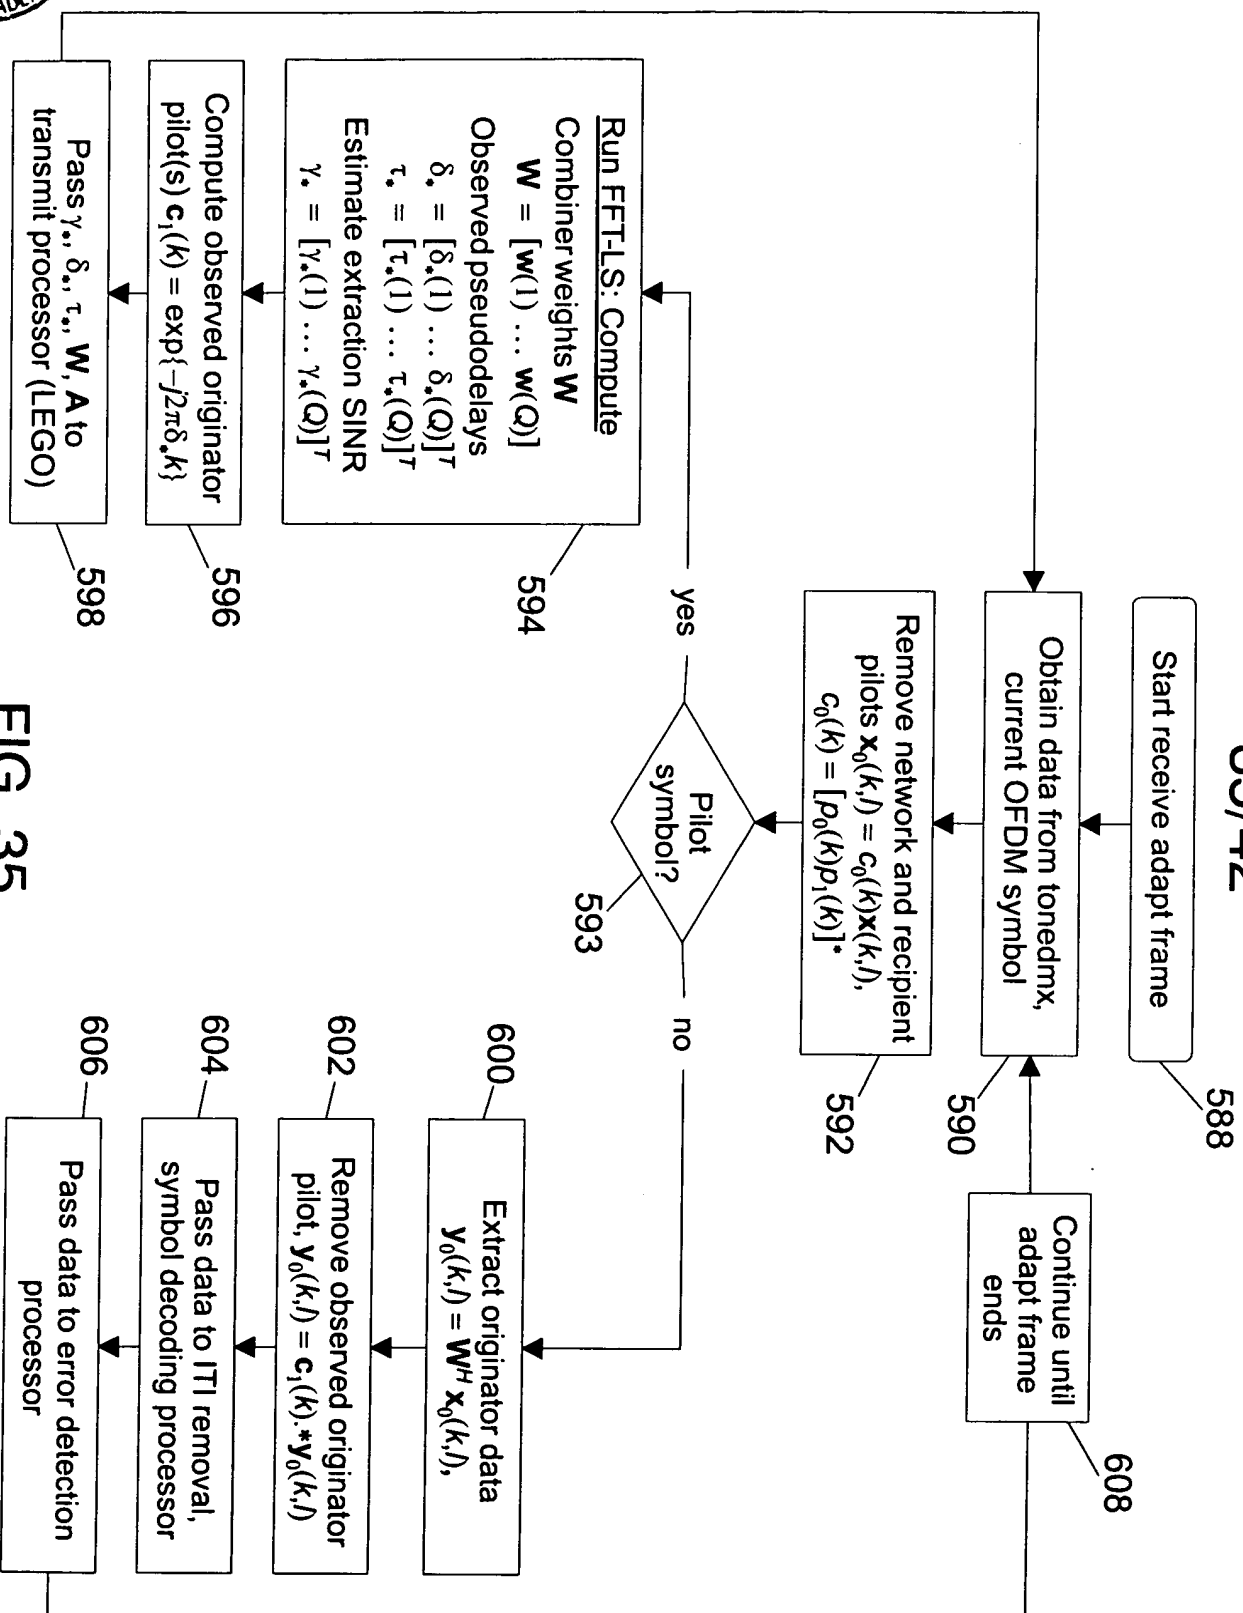 Start receive adapt frame
588
Obtain data from tonedmx,
current OFDM symbol
590
Continue until
adapt frame
ends
608
Remove network and recipient
pilots x₀(k,l) = c₀(k)x(k,l),
c₀(k) = [p₀(k)p₁(k)]*
592
Pilot
symbol?
593
yes
no
Run FFT-LS: Compute
Combiner weights W
W = [w(1) … w(Q)]
Observed pseudodelays
δ* = [δ*(1) … δ*(Q)]ᵀ
τ* = [τ*(1) … τ*(Q)]ᵀ
Estimate extraction SINR
γ* = [γ*(1) … γ*(Q)]ᵀ
594
Compute observed originator
pilot(s) c₁(k) = exp{−j2πδ*k}
596
Pass γ*, δ*, τ*, W, A to
transmit processor (LEGO)
598
600
Extract originator data
y₀(k,l) = Wᴴ x₀(k,l),
602
Remove observed originator
pilot, y₀(k,l) = c₁(k).*y₀(k,l)
604
Pass data to ITI removal,
symbol decoding processor
606
Pass data to error detection
processor
FIG. 35